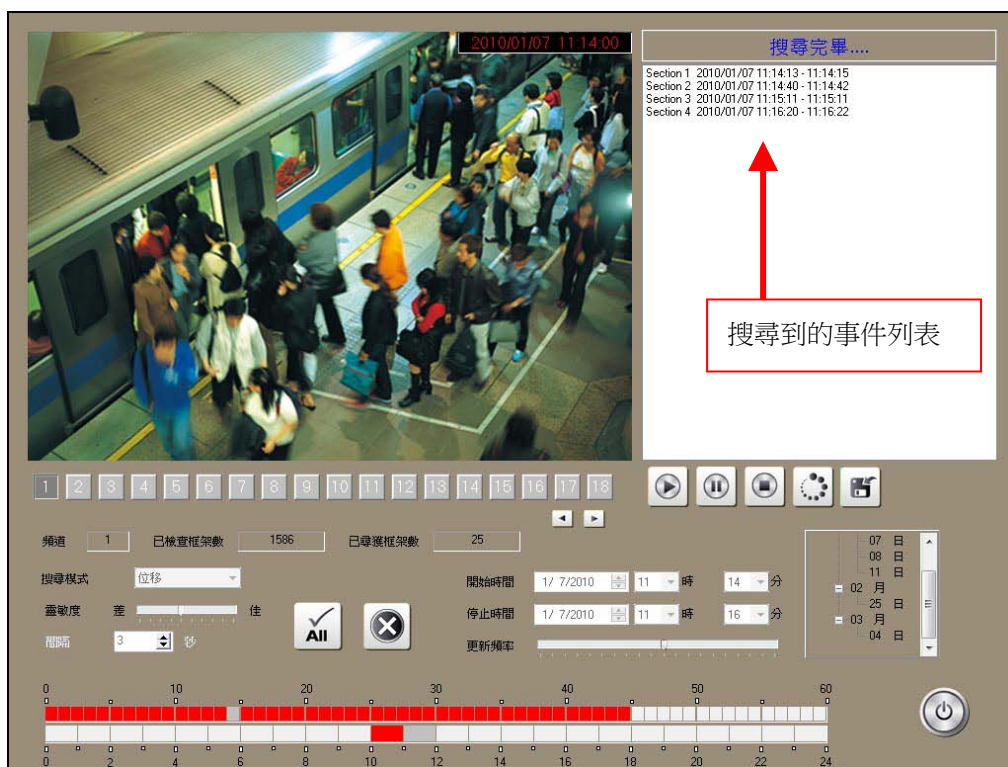 2010/01/07 11:14:00
搜尋完畢....
Section 1 2010/01/07 11:14:13 - 11:14:15
Section 2 2010/01/07 11:14:40 - 11:14:42
Section 3 2010/01/07 11:15:11 - 11:15:11
Section 4 2010/01/07 11:16:20 - 11:16:22
搜尋到的事件列表
1 2 3 4 5 6 7 8 9 10 11 12 13 14 15 16 17 18
頻道 1 已檢查框架數 1586 已尋獲框架數 25
搜尋模式 位移
靈敏度 差 佳
間隔 3 秒
All
開始時間 1/ 7/2010 11 時 14 分
停止時間 1/ 7/2010 11 時 16 分
更新頻率
07 日
08 日
11 日
02 月
25 日
03 月
04 日
0 10 20 30 40 50 60
0 2 4 6 8 10 12 14 16 18 20 22 24